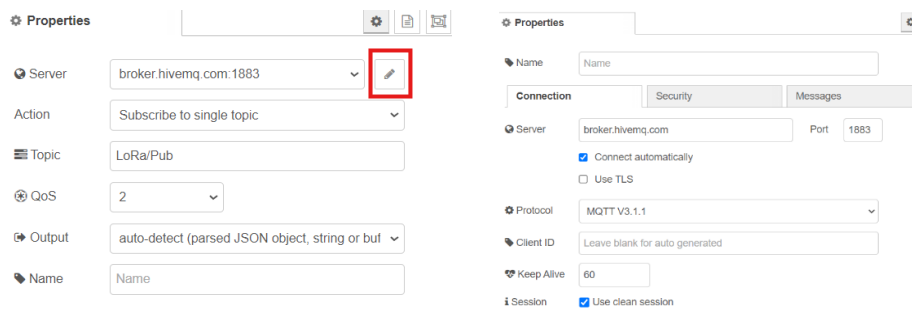 Properties
Server broker.hivemq.com:1883
Action Subscribe to single topic
Topic LoRa/Pub
QoS 2
Output auto-detect (parsed JSON object, string or buf
Name Name
Properties
Name Name
Connection Security Messages
Server broker.hivemq.com Port 1883
Connect automatically
Use TLS
Protocol MQTT V3.1.1
Client ID Leave blank for auto generated
Keep Alive 60
Session Use clean session